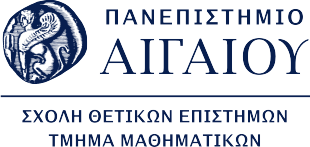 ΠΑΝΕΠΙΣΤΗΜΙΟ
ΑΙΓΑΙΟΥ
ΣΧΟΛΗ ΘΕΤΙΚΩΝ ΕΠΙΣΤΗΜΩΝ
ΤΜΗΜΑ ΜΑΘΗΜΑΤΙΚΩΝ